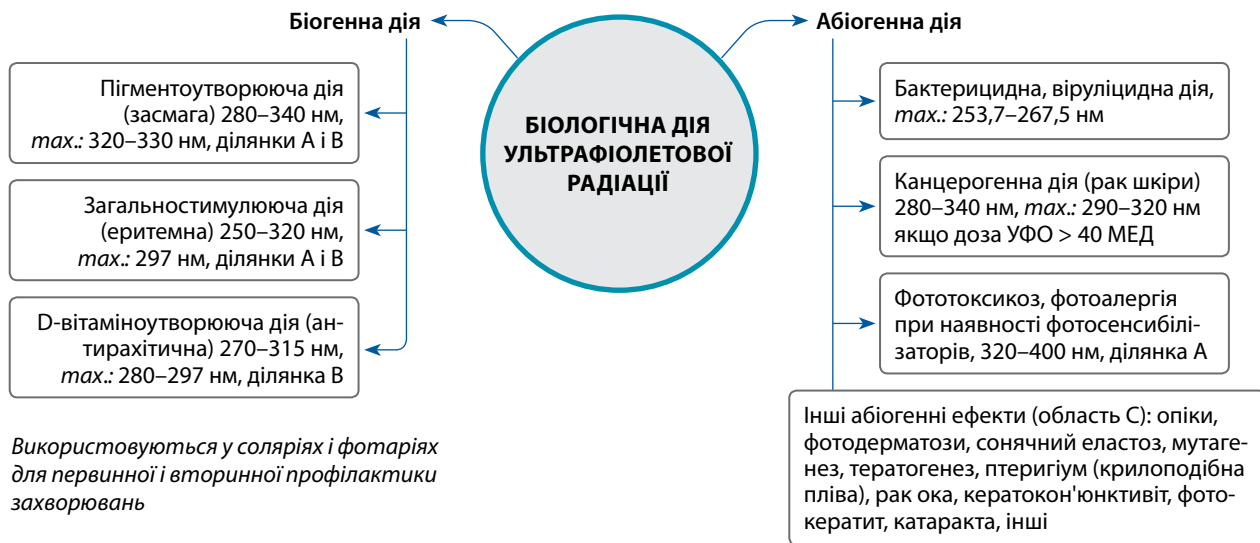 Біогенна дія
Пігментоутворююча дія
(засмага) 280–340 нм,
max.: 320–330 нм, ділянки А і В
Загальностимулююча дія
(еритемна) 250–320 нм,
max.: 297 нм, ділянки А і В
D-вітаміноутворююча дія (ан-
тирахітична) 270–315 нм,
max.: 280–297 нм, ділянка В
Використовуються у соляріях і фотаріях
для первинної і вторинної профілактики
захворювань
БІОЛОГІЧНА ДІЯ
УЛЬТРАФІОЛЕТОВОЇ
РАДІАЦІЇ
Абіогенна дія
Бактерицидна, віруліцидна дія,
max.: 253,7–267,5 нм
Канцерогенна дія (рак шкіри)
280–340 нм, max.: 290–320 нм
якщо доза УФО > 40 МЕД
Фототоксикоз, фотоалергія
при наявності фотосенсибілі-
заторів, 320–400 нм, ділянка А
Інші абіогенні ефекти (область С): опіки,
фотодерматози, сонячний еластоз, мутаге-
нез, тератогенез, птеригіум (крилоподібна
пліва), рак ока, кератокон'юнктивіт, фото-
кератит, катаракта, інші